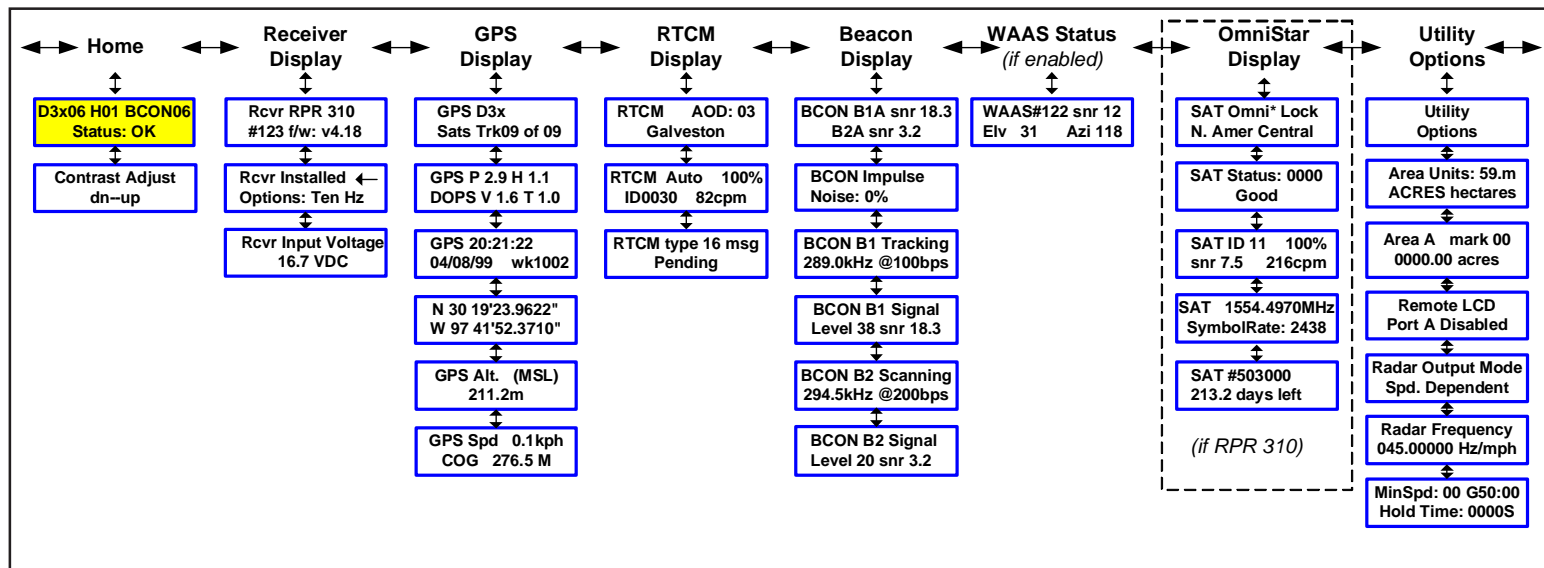 Home
D3x06 H01 BCON06
Status: OK
Contrast Adjust
dn--up
Receiver
Display
Rcvr RPR 310
#123 f/w: v4.18
Rcvr Installed
Options: Ten Hz
Rcvr Input Voltage
16.7 VDC
GPS
Display
GPS D3x
Sats Trk09 of 09
GPS P 2.9 H 1.1
DOPS V 1.6 T 1.0
GPS 20:21:22
04/08/99 wk1002
N 30 19'23.9622"
W 97 41'52.3710"
GPS Alt. (MSL)
211.2m
GPS Spd 0.1kph
COG 276.5 M
RTCM
Display
RTCM AOD: 03
Galveston
RTCM Auto 100%
ID0030 82cpm
RTCM type 16 msg
Pending
Beacon
Display
BCON B1A snr 18.3
B2A snr 3.2
BCON Impulse
Noise: 0%
BCON B1 Tracking
289.0kHz @100bps
BCON B1 Signal
Level 38 snr 18.3
BCON B2 Scanning
294.5kHz @200bps
BCON B2 Signal
Level 20 snr 3.2
WAAS Status
(if enabled)
WAAS#122 snr 12
Elv 31 Azi 118
OmniStar
Display
SAT Omni* Lock
N. Amer Central
SAT Status: 0000
Good
SAT ID 11 100%
snr 7.5 216cpm
SAT 1554.4970MHz
SymbolRate: 2438
SAT #503000
213.2 days left
(if RPR 310)
Utility
Options
Utility
Options
Area Units: 59.m
ACRES hectares
Area A mark 00
0000.00 acres
Remote LCD
Port A Disabled
Radar Output Mode
Spd. Dependent
Radar Frequency
045.00000 Hz/mph
MinSpd: 00 G50:00
Hold Time: 0000S